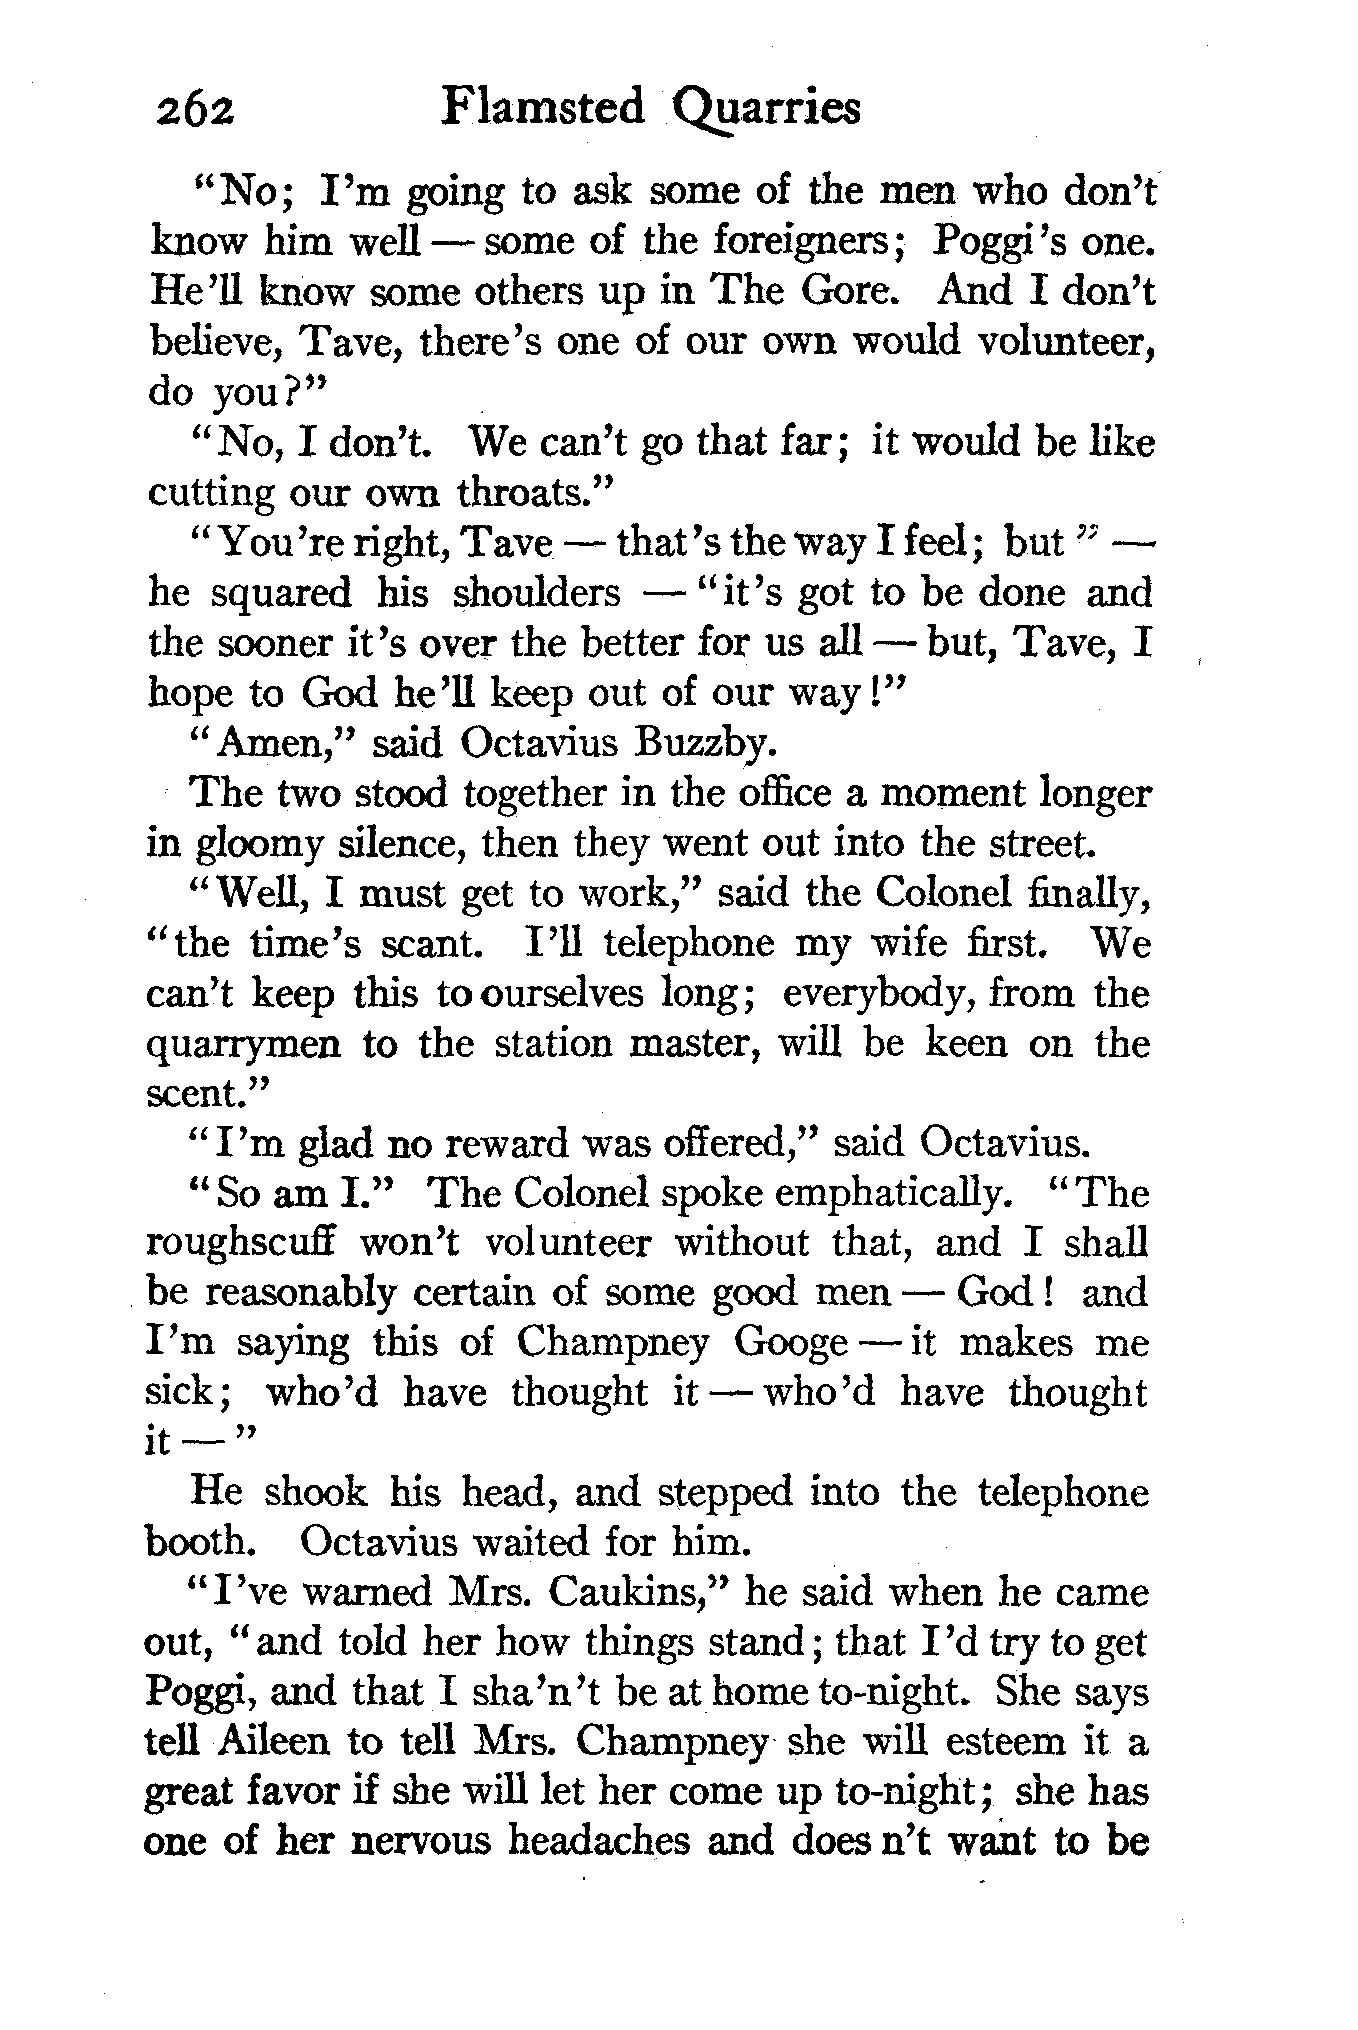 262 Flamsted Quarries
"No; I'm going to ask some of the men who don't
know him well — some of the foreigners; Poggi's one.
He'll know some others up in The Gore. And I don't
believe, Tave, there's one of our own would volunteer,
do you?"
"No, I don't. We can't go that far; it would be like
cutting our own throats."
"You're right, Tave — that's the way I feel; but" —
he squared his shoulders — "it's got to be done and
the sooner it's over the better for us all — but, Tave, I
hope to God he'll keep out of our way!"
"Amen," said Octavius Buzzby.
The two stood together in the office a moment longer
in gloomy silence, then they went out into the street.
"Well, I must get to work," said the Colonel finally,
"the time's scant. I'll telephone my wife first. We
can't keep this to ourselves long; everybody, from the
quarrymen to the station master, will be keen on the
scent."
"I'm glad no reward was offered," said Octavius.
"So am I." The Colonel spoke emphatically. "The
roughscuff won't volunteer without that, and I shall
be reasonably certain of some good men — God! and
I'm saying this of Champney Googe — it makes me
sick; who'd have thought it — who'd have thought
it — "
He shook his head, and stepped into the telephone
booth. Octavius waited for him.
"I've warned Mrs. Caukins," he said when he came
out, "and told her how things stand; that I'd try to get
Poggi, and that I sha'n't be at home to-night. She says
tell Aileen to tell Mrs. Champney she will esteem it a
great favor if she will let her come up to-night; she has
one of her nervous headaches and does n't want to be